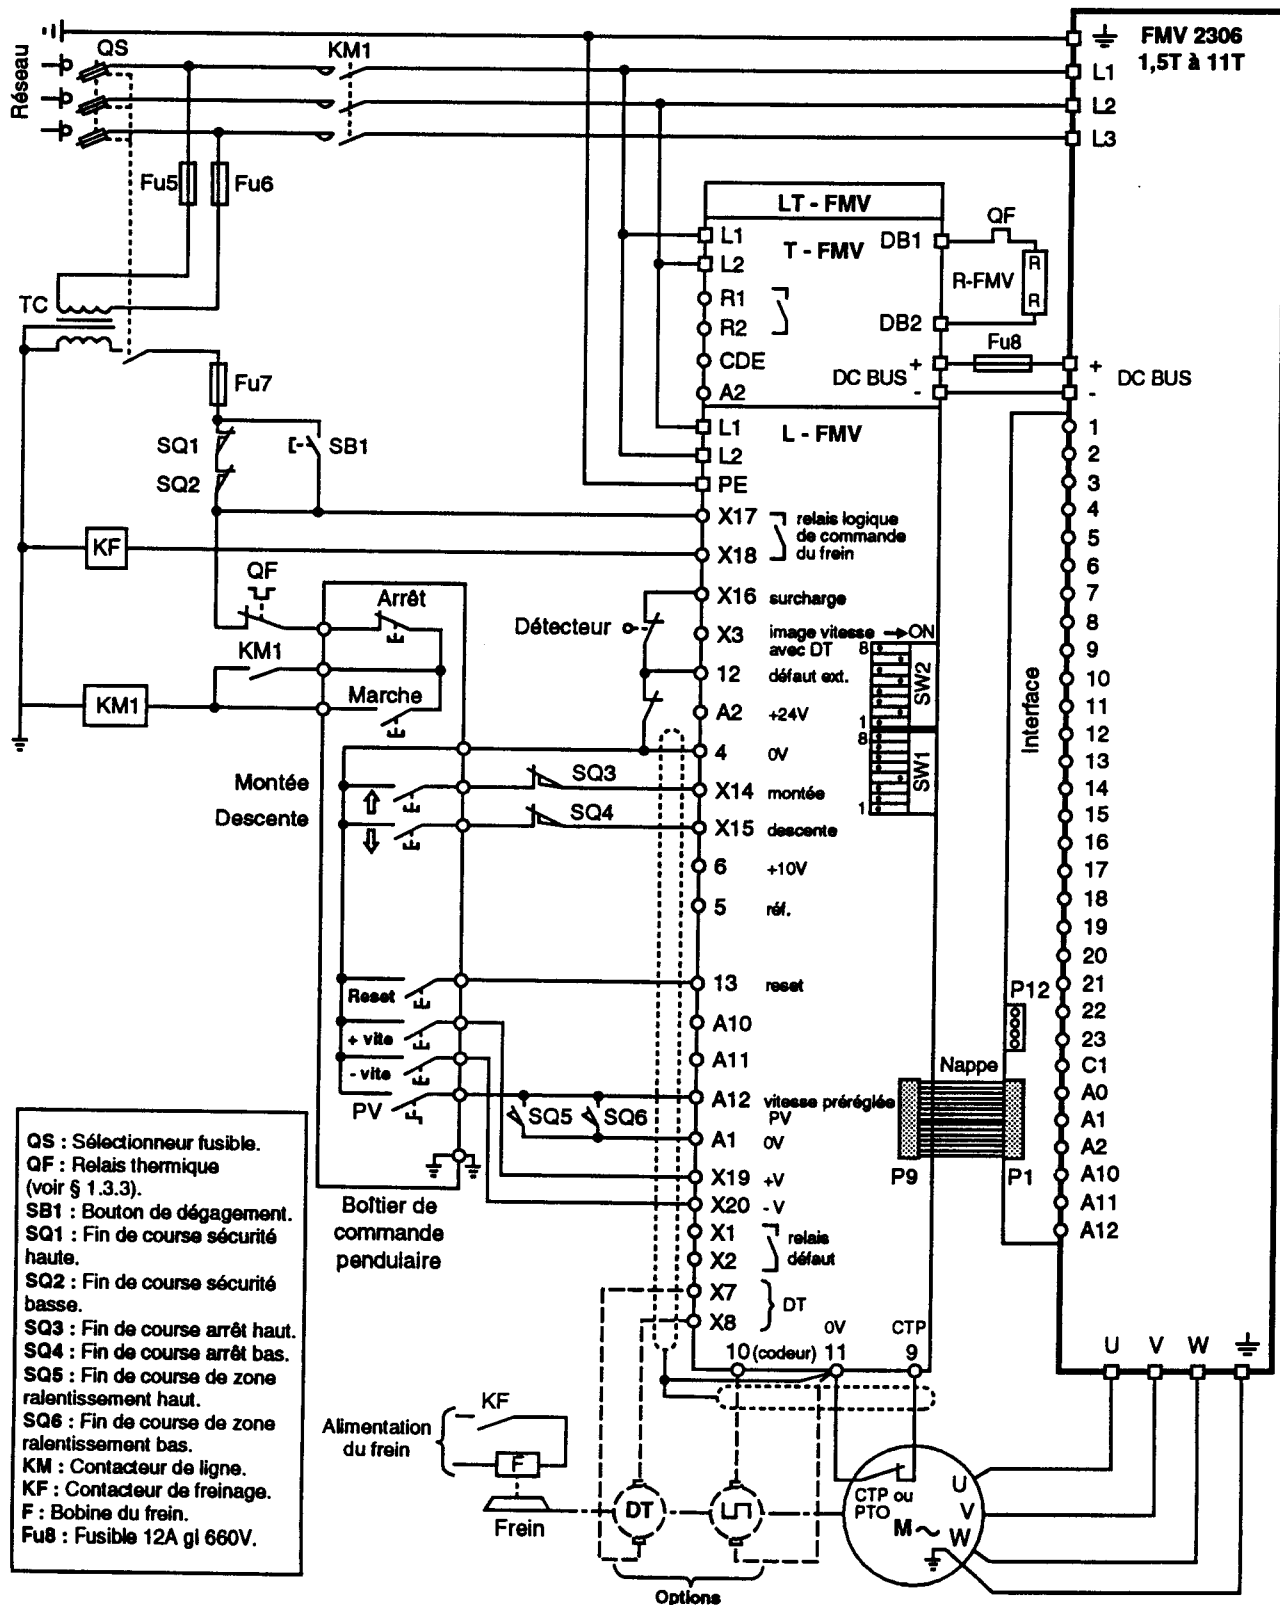 QS
KM1
FMV 2306
1,5T à 11T
Réseau
L1
L2
L3
Fu5
Fu6
LT - FMV
L1
L2
T - FMV
DB1
QF
R1
R2
R-FMV
R
R
DB2
CDE
A2
DC BUS
+
-
Fu8
+
-
DC BUS
TC
Fu7
SQ1
SQ2
SB1
L1
L2
PE
L - FMV
X17
X18
relais logique
de commande
du frein
KF
QF
Arrêt
KM1
Marche
KM1
Détecteur
X16 surcharge
X3 image vitesse
avec DT
ON
12 défaut ext.
A2 +24V
4 0V
8
SW2
1
8
SW1
1
Montée
Descente
SQ3
SQ4
X14 montée
X15 descente
6 +10V
5 réf.
Reset
+ vite
- vite
PV
SQ5
SQ6
13 reset
A10
A11
A12 vitesse préréglée
PV
A1 0V
X19 +V
X20 - V
X1
X2
relais
défaut
X7
X8
DT
10 (codeur)
0V
11
CTP
9
Boîtier de
commande
pendulaire
Nappe
P9
P1
P12
Interface
1
2
3
4
5
6
7
8
9
10
11
12
13
14
15
16
17
18
19
20
21
22
23
C1
A0
A1
A2
A10
A11
A12
U
V
W
QS : Sélectionneur fusible.
QF : Relais thermique
(voir § 1.3.3).
SB1 : Bouton de dégagement.
SQ1 : Fin de course sécurité
haute.
SQ2 : Fin de course sécurité
basse.
SQ3 : Fin de course arrêt haut.
SQ4 : Fin de course arrêt bas.
SQ5 : Fin de course de zone
ralentissement haut.
SQ6 : Fin de course de zone
ralentissement bas.
KM : Contacteur de ligne.
KF : Contacteur de freinage.
F : Bobine du frein.
Fu8 : Fusible 12A gl 660V.
Alimentation
du frein
KF
F
Frein
DT
Options
CTP ou
PTO
M
U
V
W